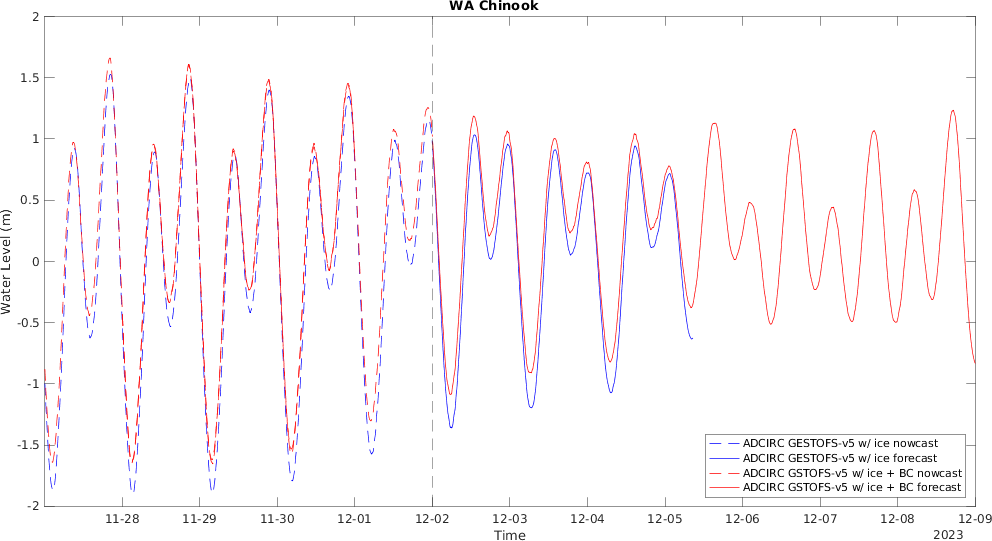 WA Chinook
2
1.5
1
0.5
0
-0.5
-1
-1.5
-2
Water Level (m)
11-28 11-29 11-30 12-01 12-02 12-03 12-04 12-05 12-06 12-07 12-08 12-09
Time
2023
ADCIRC GESTOFS-v5 w/ ice nowcast
ADCIRC GESTOFS-v5 w/ ice forecast
ADCIRC GSTOFS-v5 w/ ice + BC nowcast
ADCIRC GSTOFS-v5 w/ ice + BC forecast